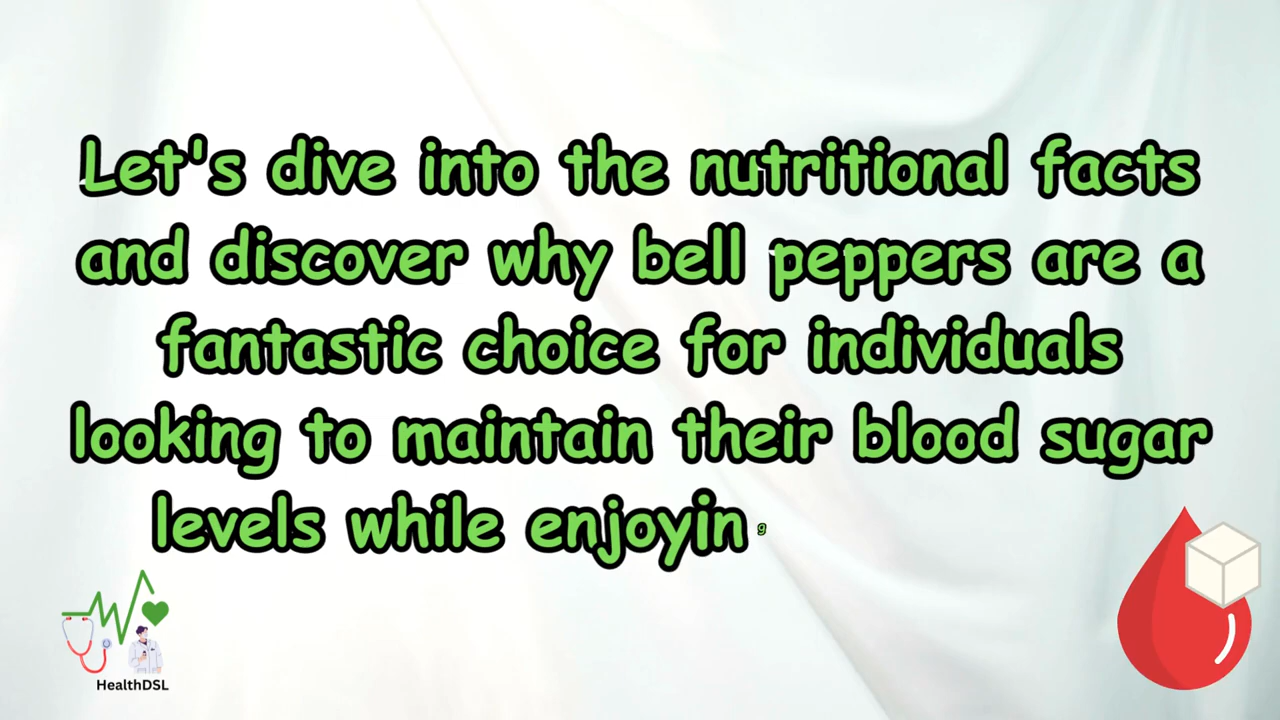 Let's dive into the nutritional facts
and discover why bell peppers are a
fantastic choice for individuals
looking to maintain their blood sugar
levels while enjoying
HealthDSL